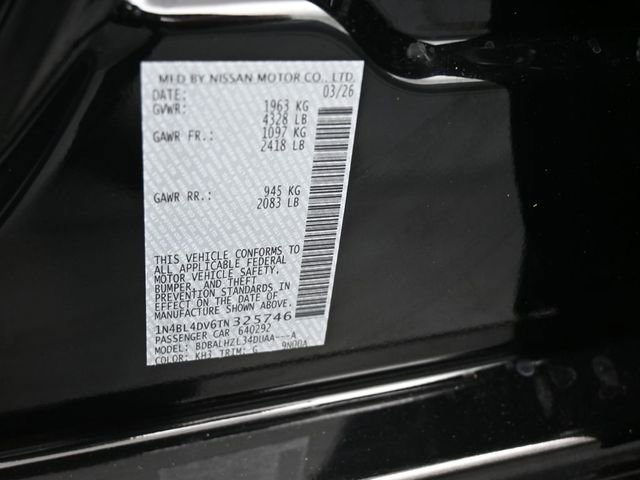 MFD BY NISSAN MOTOR CO., LTD.
DATE: 03/26
GVWR: 1963 KG
4328 LB
GAWR FR.: 1097 KG
2418 LB
GAWR RR.: 945 KG
2083 LB
THIS VEHICLE CONFORMS TO
ALL APPLICABLE FEDERAL
MOTOR VEHICLE SAFETY,
BUMPER, AND THEFT
PREVENTION STANDARDS IN
EFFECT ON THE DATE OF
MANUFACTURE SHOWN ABOVE
1N4BL4DV6TN325746
PASSENGER CAR 640292
MODEL: BDBALHZL34DUAA---A
COLOR: KH3 TRIM: G 9N00A